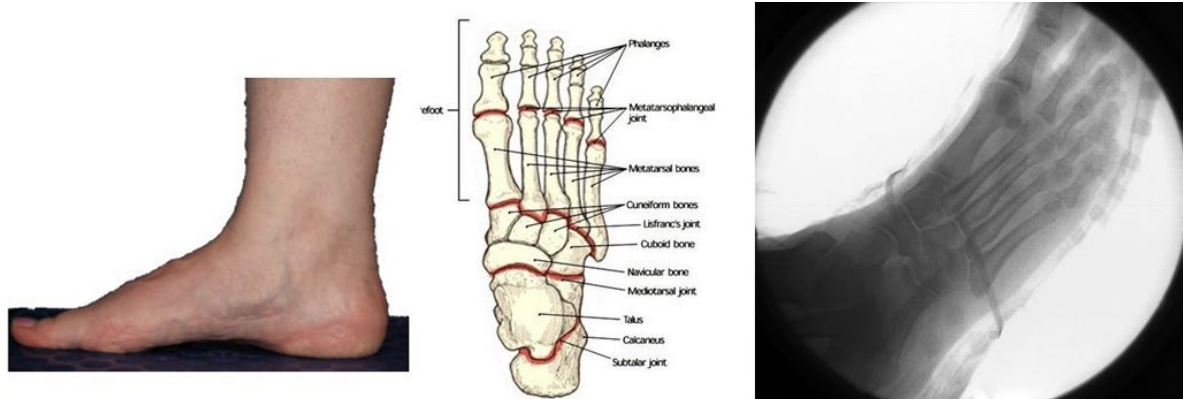 Phalanges
efoot
Metatarsophalangeal
joint
Metatarsal bones
Cuneiform bones
Lisfranc's joint
Cuboid bone
Navicular bone
Mediotarsal joint
Talus
Calcaneus
Subtalar joint